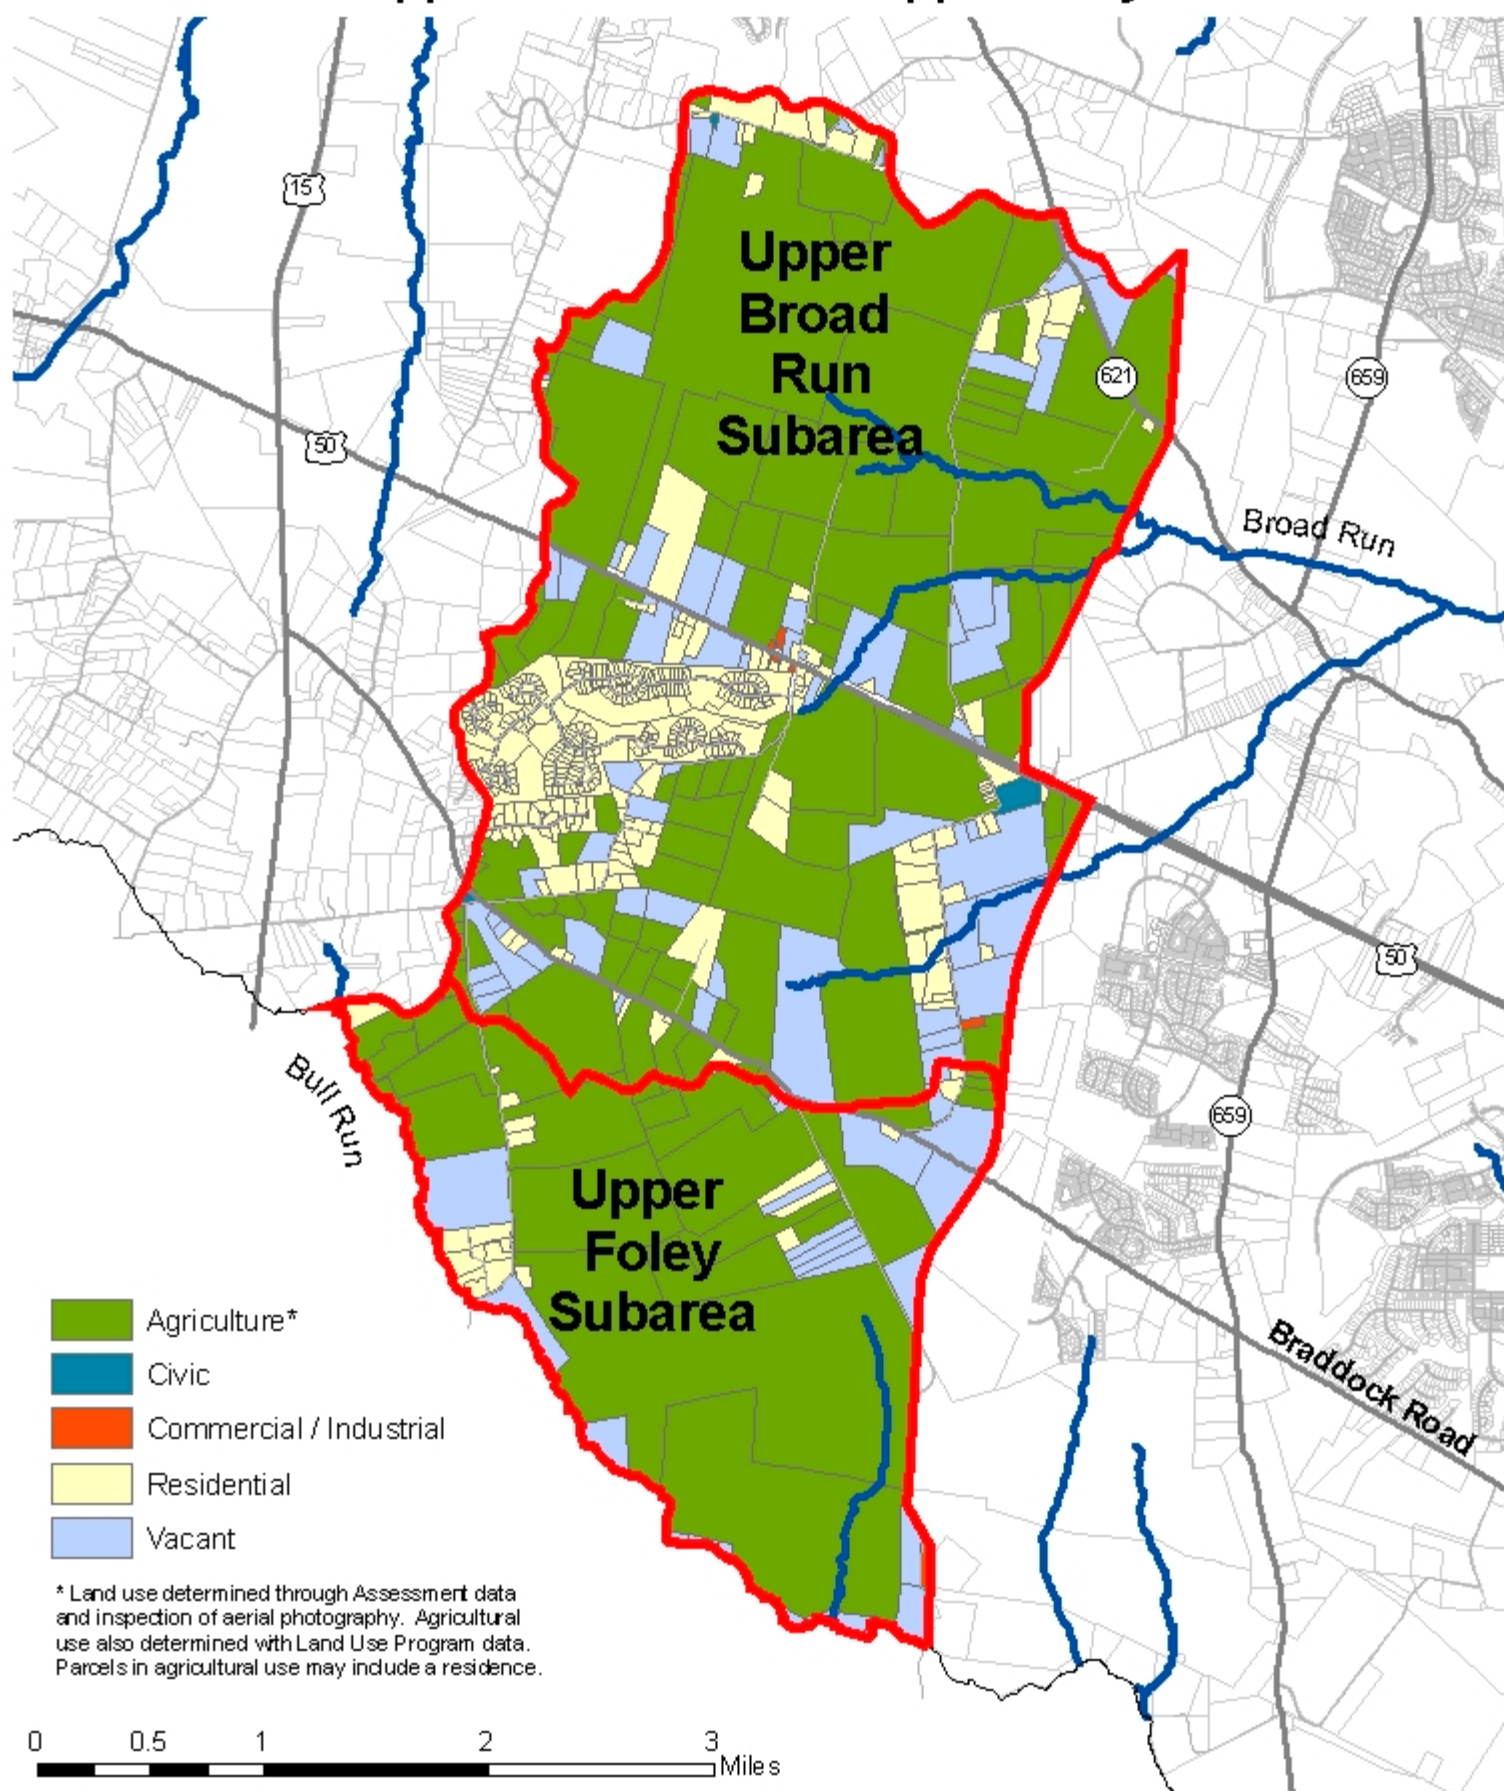 Upper
Broad
Run
Subarea
15
50
621
659
Broad Run
50
659
Bull Run
Upper
Foley
Subarea
Braddock Road
Agriculture*
Civic
Commercial / Industrial
Residential
Vacant
* Land use determined through Assessment data
and inspection of aerial photography. Agricultural
use also determined with Land Use Program data.
Parcels in agricultural use may include a residence.
0 0.5 1 2 3
Miles